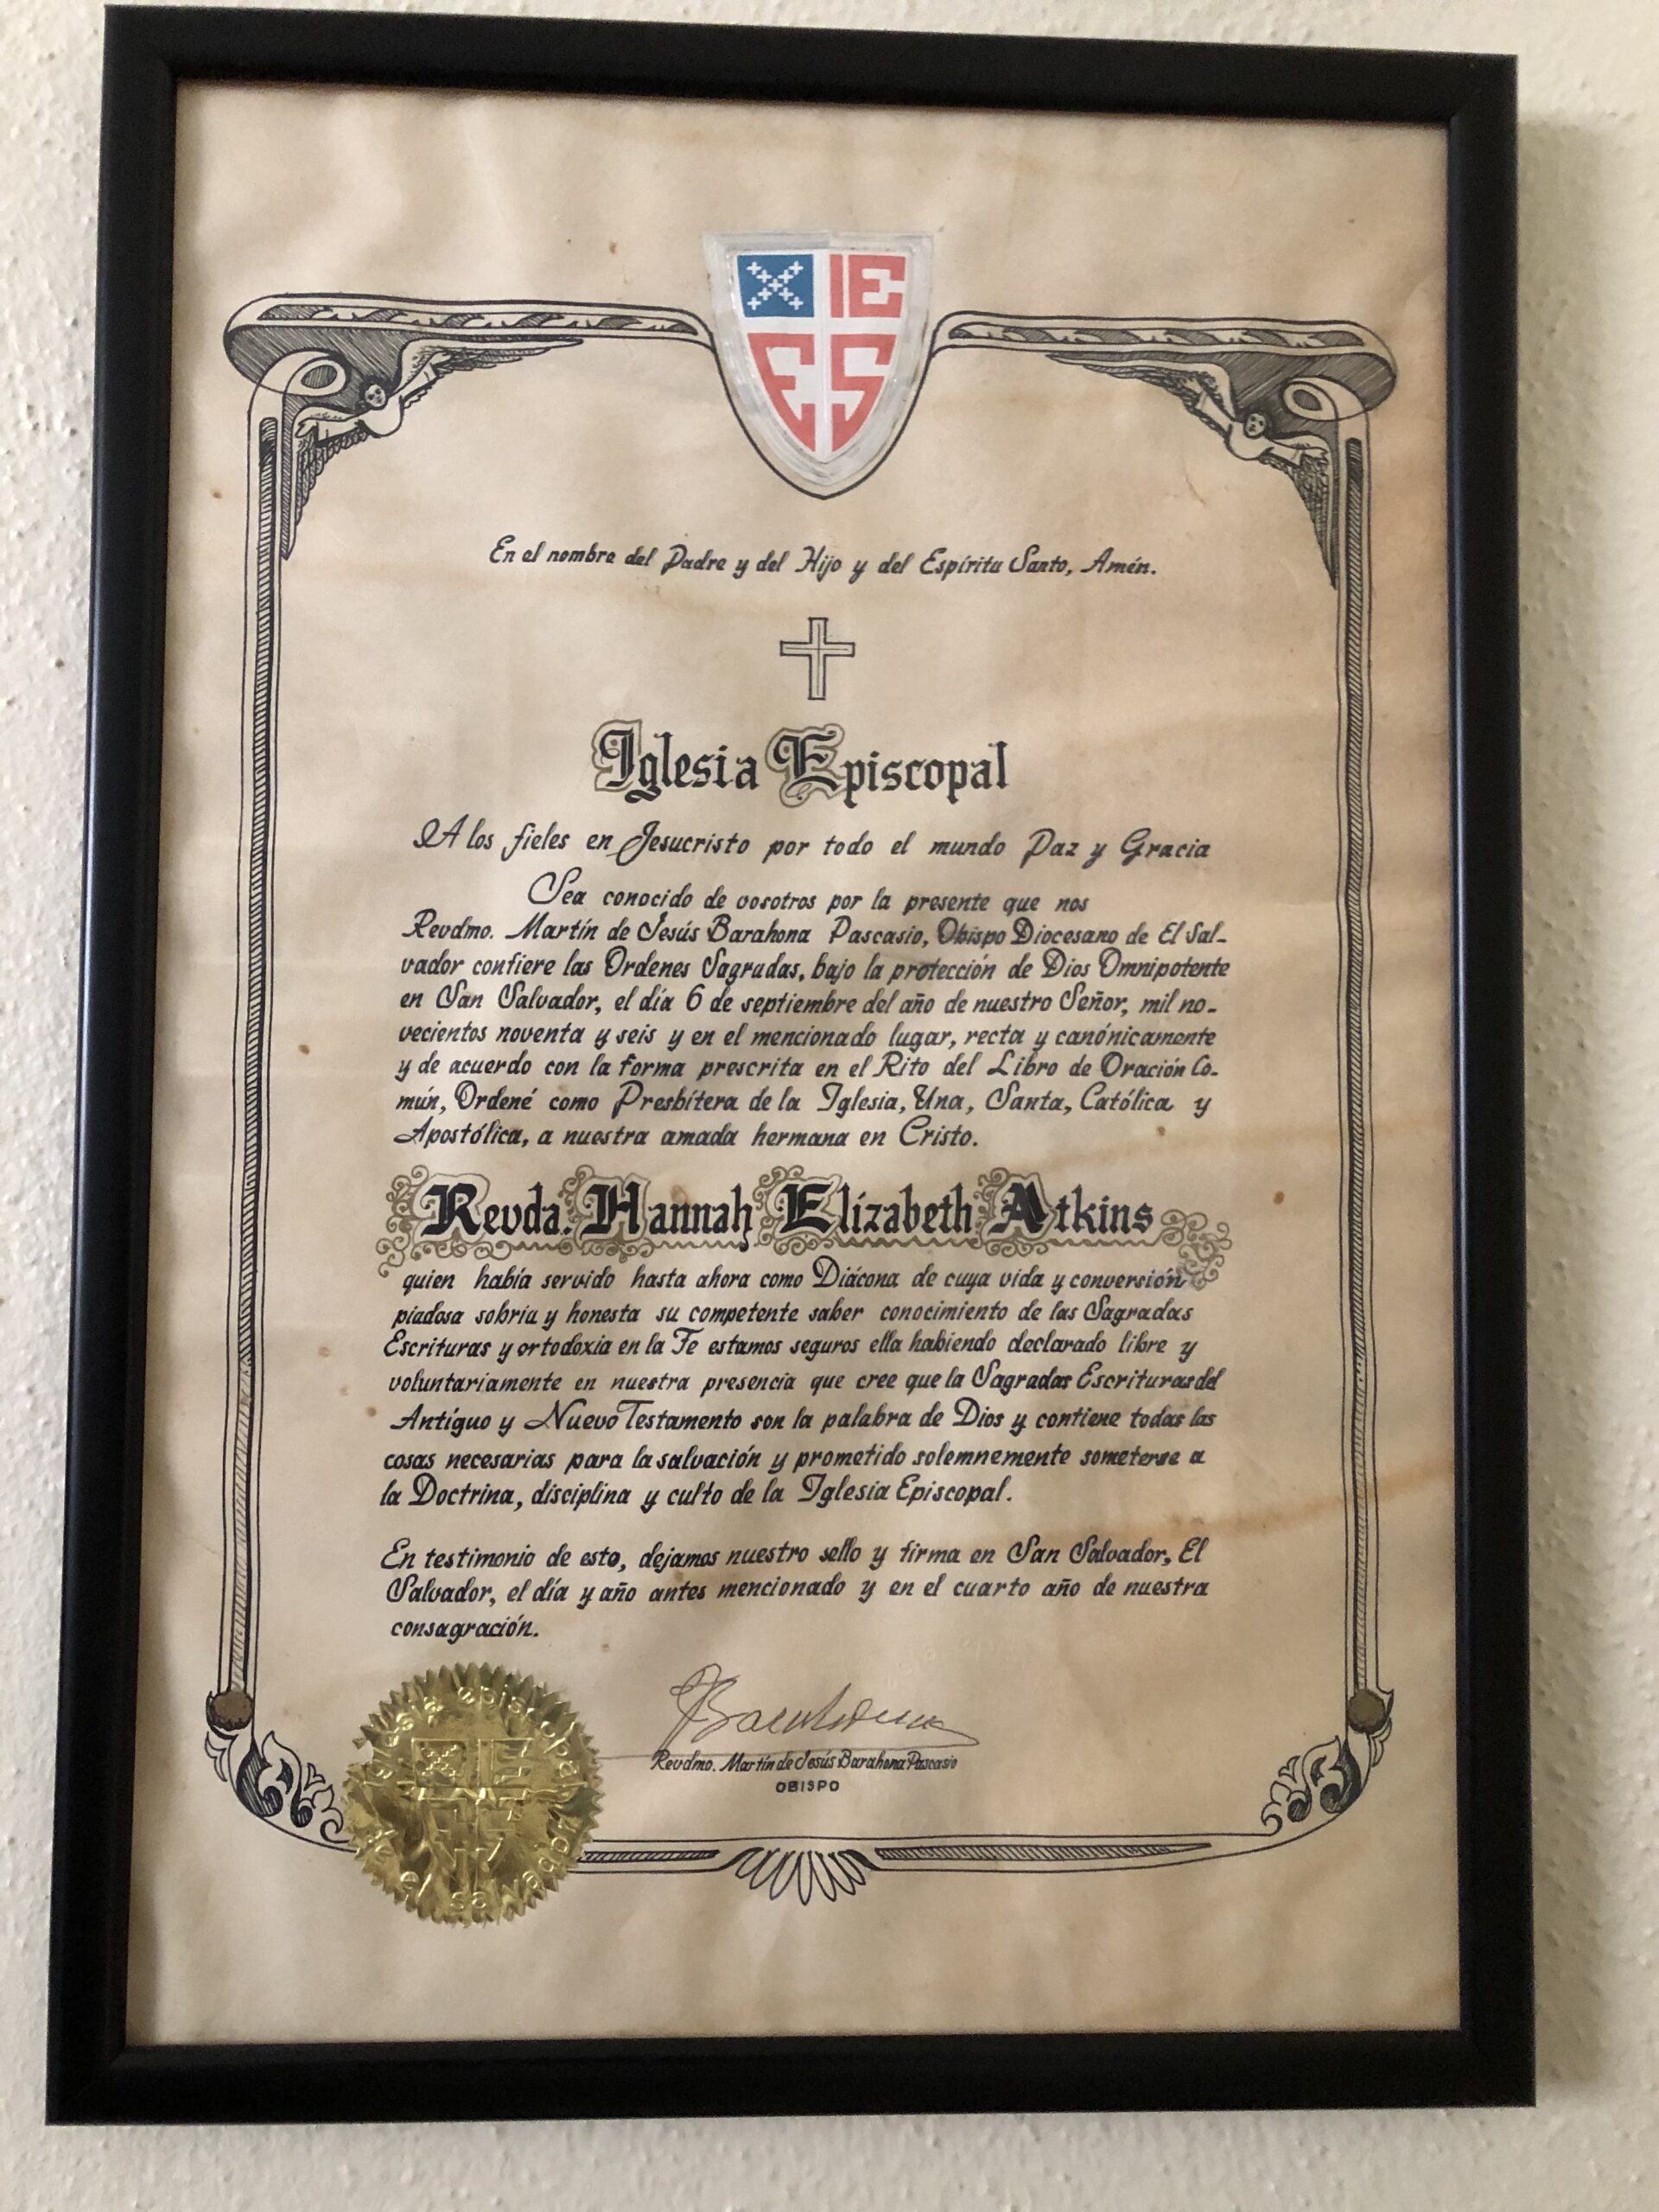 IE
ES
En el nombre del Padre y del Hijo y del Espíritu Santo, Amén.
Iglesia Episcopal
A los fieles en Jesucristo por todo el mundo Paz y Gracia
Sea conocido de vosotros por la presente que nos
Revdmo. Martín de Jesús Barahona Pascasio, Obispo Diocesano de El Sal-
vador confiere las Ordenes Sagradas, bajo la protección de Dios Omnipotente
en San Salvador, el día 6 de septiembre del año de nuestro Señor, mil no-
vecientos noventa y seis y en el mencionado lugar, recta y canónicamente
y de acuerdo con la forma prescrita en el Rito del Libro de Oración Co-
mún, Ordené como Presbítera de la Iglesia, Una, Santa, Católica y
Apostólica, a nuestra amada hermana en Cristo.
Revda. Hannah Elizabeth Atkins
quien había servido hasta ahora como Diácona de cuya vida y conversión
piadosa sobria y honesta su competente saber conocimiento de las Sagradas
Escrituras y ortodoxia en la Fe estamos seguros ella habiendo declarado libre y
voluntariamente en nuestra presencia que cree que la Sagradas Escrituras del
Antiguo y Nuevo Testamento son la palabra de Dios y contiene todas las
cosas necesarias para la salvación y prometido solemnemente someterse a
la Doctrina, disciplina y culto de la Iglesia Episcopal.
En testimonio de esto, dejamos nuestro sello y firma en San Salvador, El
Salvador, el día y año antes mencionado y en el cuarto año de nuestra
consagración.
Revdmo. Martín de Jesús Barahona Pascasio
OBISPO
iglesia episcopal
IE
de el salvador